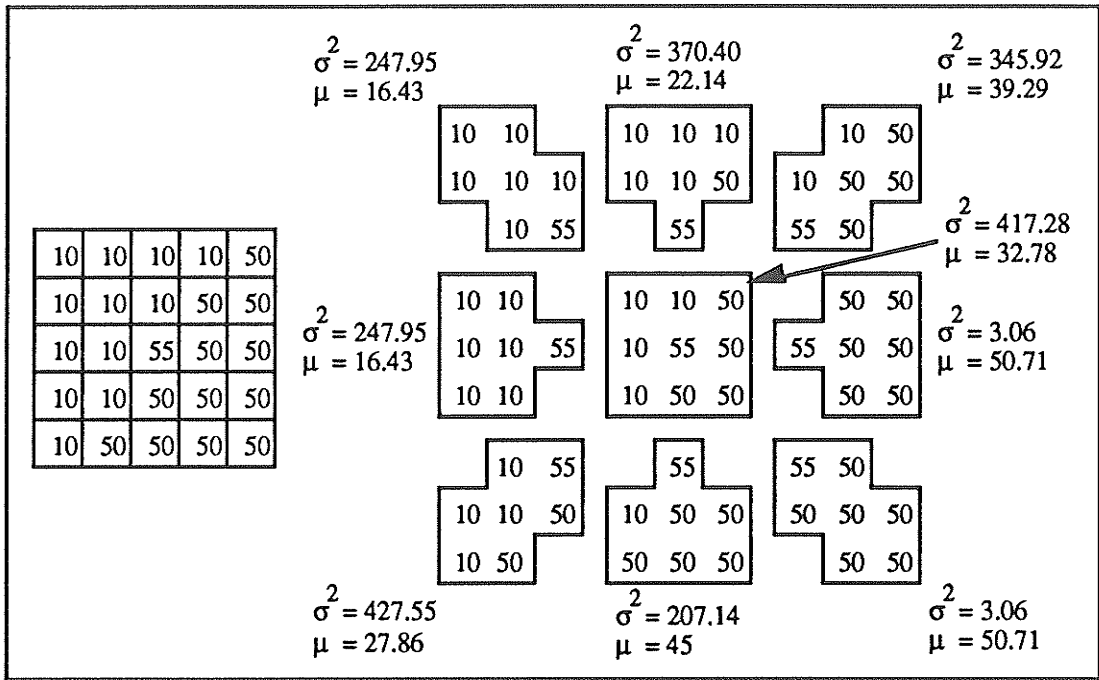 σ² = 247.95
μ = 16.43
σ² = 370.40
μ = 22.14
σ² = 345.92
μ = 39.29
10 10
10 10 10
10 55
10 10 10
10 10 50
55
10 50
10 50 50
55 50
σ² = 417.28
μ = 32.78
10 10 10 10 50
10 10 10 50 50
10 10 55 50 50
10 10 50 50 50
10 50 50 50 50
σ² = 247.95
μ = 16.43
10 10
10 10 55
10 10
10 10 50
10 55 50
10 50 50
50 50
55 50 50
50 50
σ² = 3.06
μ = 50.71
10 55
10 10 50
10 50
55
10 50 50
50 50 50
55 50
50 50 50
50 50
σ² = 427.55
μ = 27.86
σ² = 207.14
μ = 45
σ² = 3.06
μ = 50.71